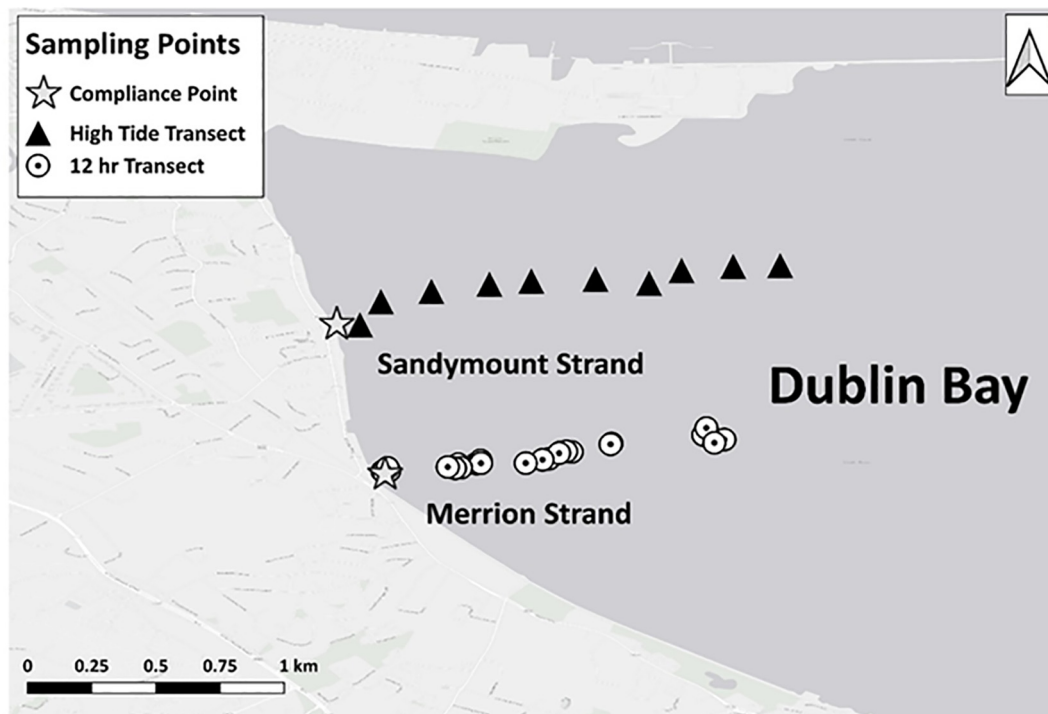 Sampling Points
Compliance Point
High Tide Transect
12 hr Transect
Sandymount Strand
Dublin Bay
Merrion Strand
0 0.25 0.5 0.75 1 km